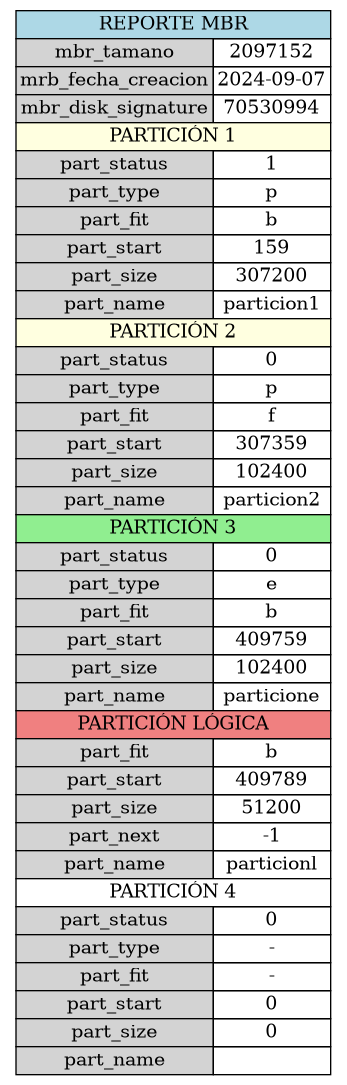 REPORTE MBR
mbr_tamano 2097152
mrb_fecha_creacion 2024-09-07
mbr_disk_signature 70530994
PARTICIÓN 1
part_status 1
part_type p
part_fit b
part_start 159
part_size 307200
part_name particion1
PARTICIÓN 2
part_status 0
part_type p
part_fit f
part_start 307359
part_size 102400
part_name particion2
PARTICIÓN 3
part_status 0
part_type e
part_fit b
part_start 409759
part_size 102400
part_name particione
PARTICIÓN LÓGICA
part_fit b
part_start 409789
part_size 51200
part_next -1
part_name particionl
PARTICIÓN 4
part_status 0
part_type -
part_fit -
part_start 0
part_size 0
part_name